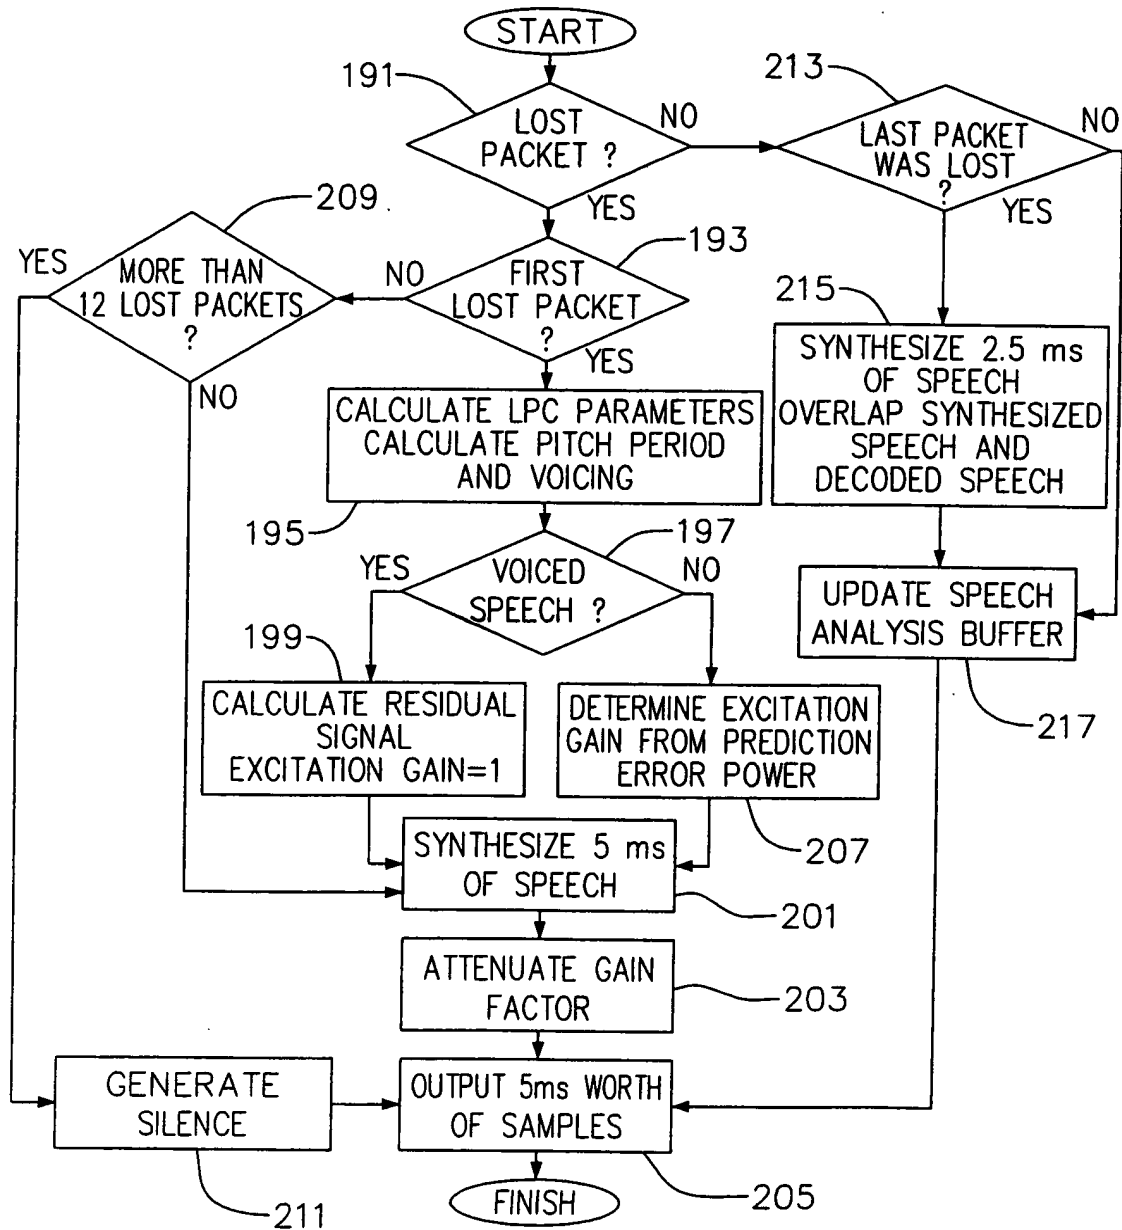 START
191
LOST
PACKET ?
NO
YES
213
LAST PACKET
WAS LOST
?
NO
YES
209
MORE THAN
12 LOST PACKETS
?
YES
NO
193
FIRST
LOST PACKET
?
NO
YES
215
SYNTHESIZE 2.5 ms
OF SPEECH
OVERLAP SYNTHESIZED
SPEECH AND
DECODED SPEECH
CALCULATE LPC PARAMETERS
CALCULATE PITCH PERIOD
AND VOICING
195
197
VOICED
SPEECH ?
YES
NO
UPDATE SPEECH
ANALYSIS BUFFER
217
199
CALCULATE RESIDUAL
SIGNAL
EXCITATION GAIN=1
DETERMINE EXCITATION
GAIN FROM PREDICTION
ERROR POWER
207
SYNTHESIZE 5 ms
OF SPEECH
201
ATTENUATE GAIN
FACTOR
203
GENERATE
SILENCE
211
OUTPUT 5ms WORTH
OF SAMPLES
205
FINISH